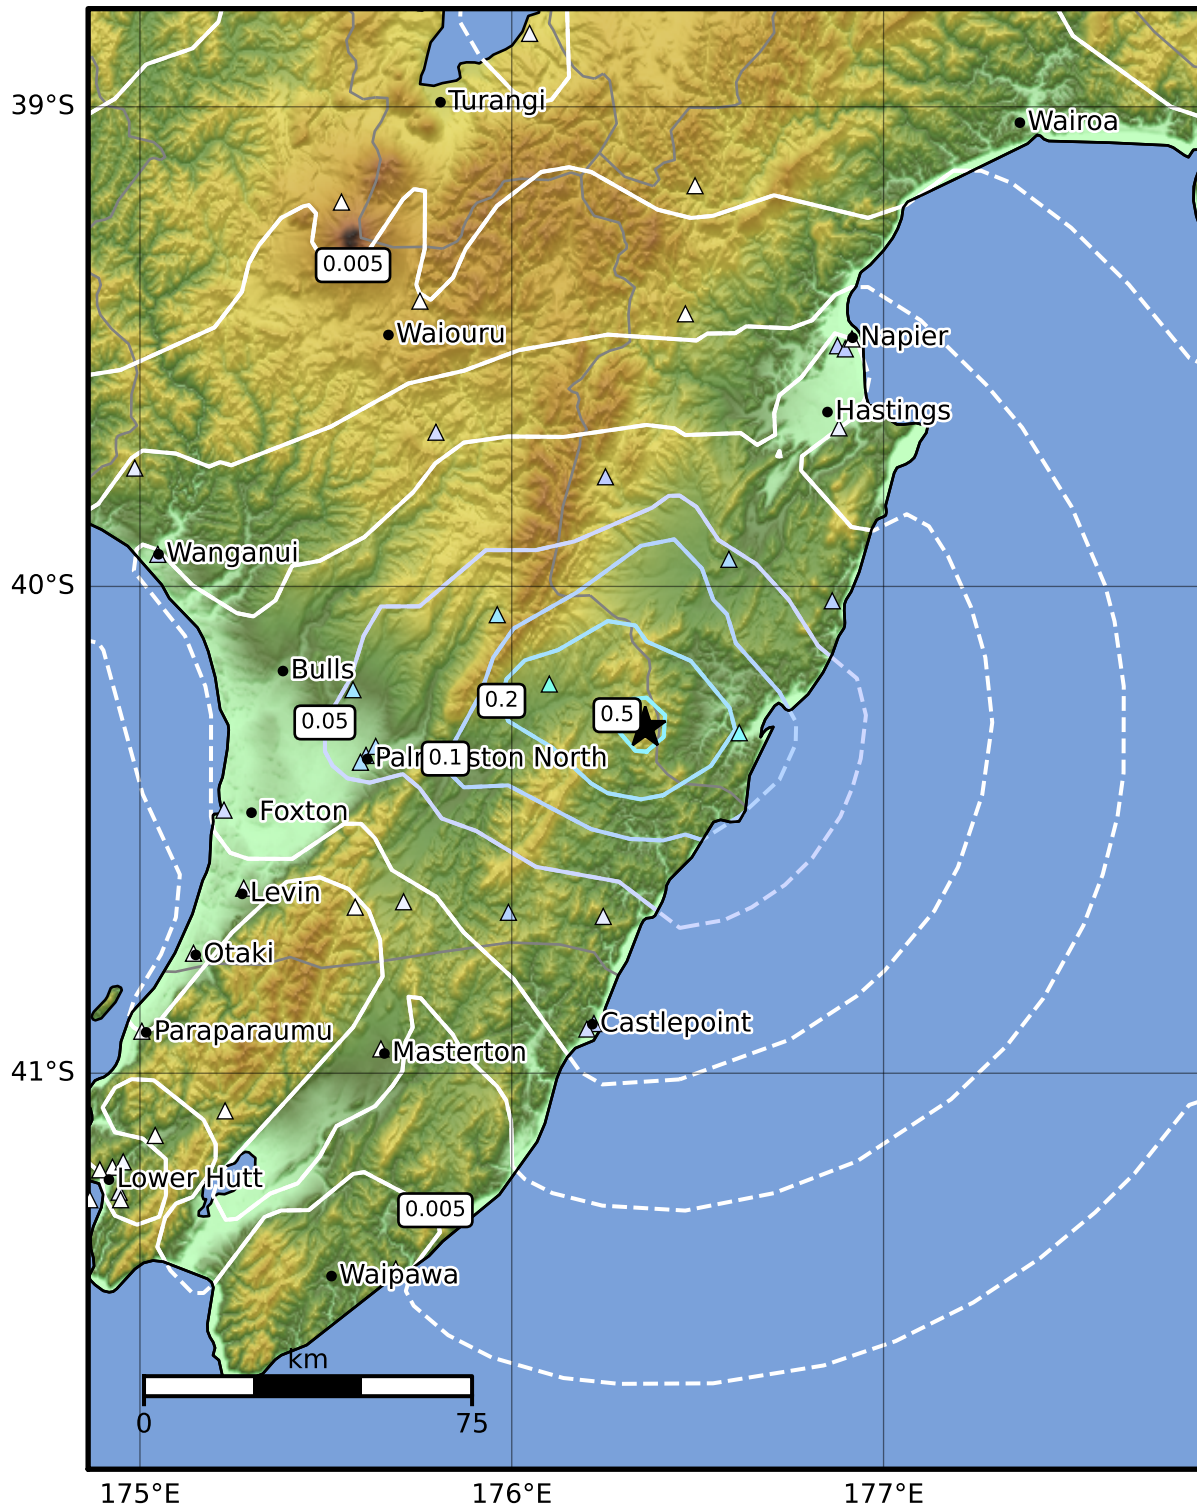 39°S
Turangi
Wairoa
0.005
Waiouru
Napier
Hastings
Wanganui
40°S
Bulls
0.2
0.5
0.05
Palm
0.1
ston North
Foxton
Levin
Otaki
Castlepoint
Paraparaumu
Masterton
41°S
Lower Hutt
0.005
Waipawa
km
0
75
175°E
176°E
177°E